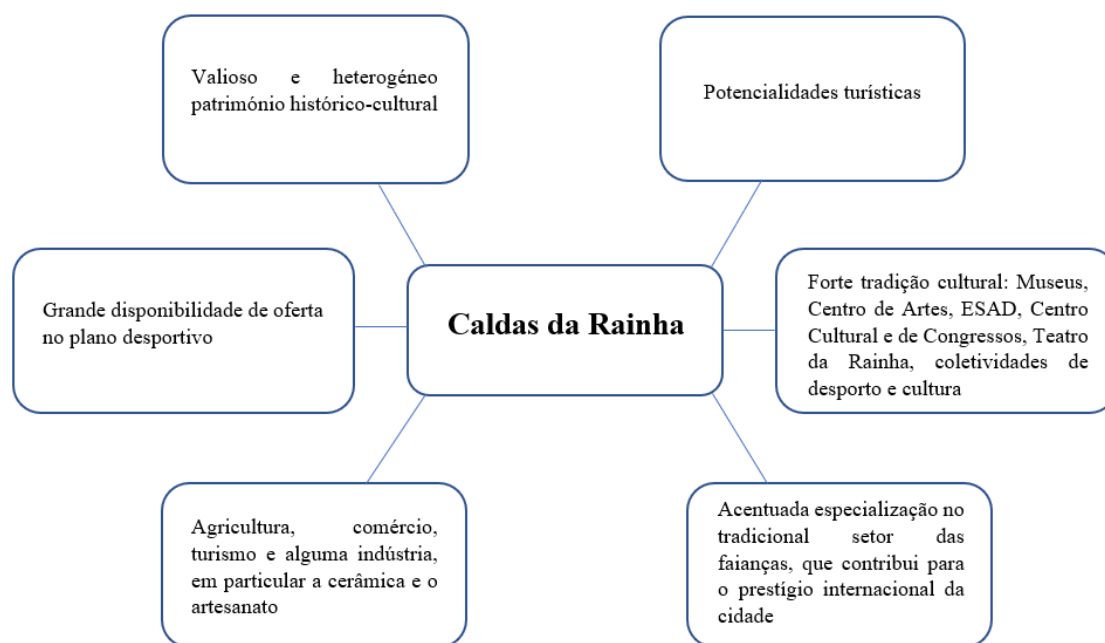 Valioso e heterogéneo
património histórico-cultural
Potencialidades turísticas
Grande disponibilidade de oferta
no plano desportivo
Caldas da Rainha
Forte tradição cultural: Museus,
Centro de Artes, ESAD, Centro
Cultural e de Congressos, Teatro
da Rainha, coletividades de
desporto e cultura
Agricultura, comércio,
turismo e alguma indústria,
em particular a cerâmica e o
artesanato
Acentuada especialização no
tradicional setor das
faianças, que contribui para
o prestígio internacional da
cidade